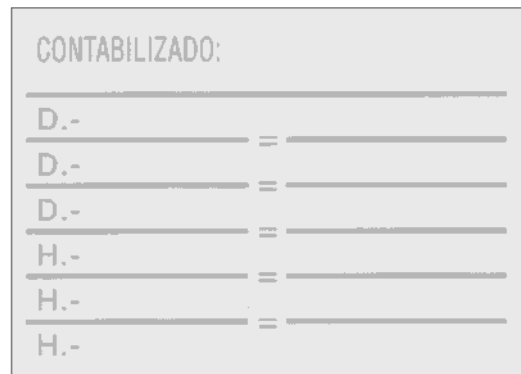 CONTABILIZADO:
D.-
=
D.-
=
D.-
=
H.-
=
H.-
=
H.-